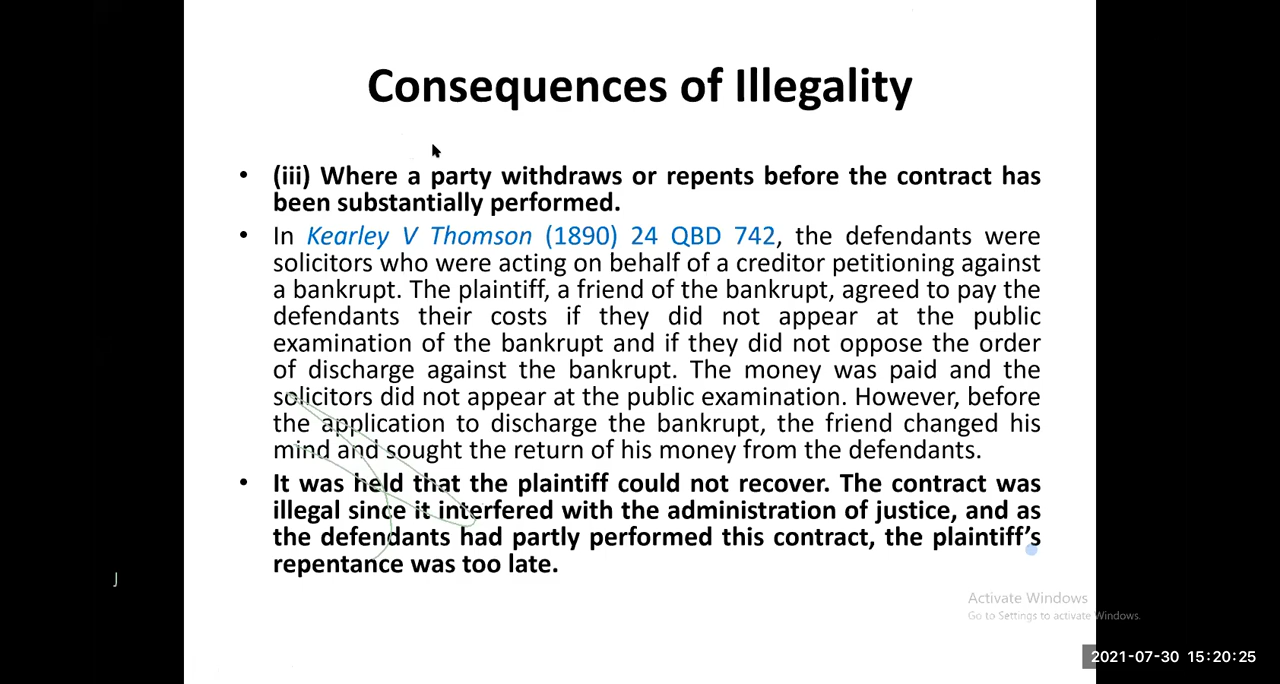 Consequences of Illegality
• (iii) Where a party withdraws or repents before the contract has
been substantially performed.
• In Kearley V Thomson (1890) 24 QBD 742, the defendants were
solicitors who were acting on behalf of a creditor petitioning against
a bankrupt. The plaintiff, a friend of the bankrupt, agreed to pay the
defendants their costs if they did not appear at the public
examination of the bankrupt and if they did not oppose the order
of discharge against the bankrupt. The money was paid and the
solicitors did not appear at the public examination. However, before
the application to discharge the bankrupt, the friend changed his
mind and sought the return of his money from the defendants.
• It was held that the plaintiff could not recover. The contract was
illegal since it interfered with the administration of justice, and as
the defendants had partly performed this contract, the plaintiff's
repentance was too late.
J
Activate Windows
Go to Settings to activate Windows.
2021-07-30 15:20:25